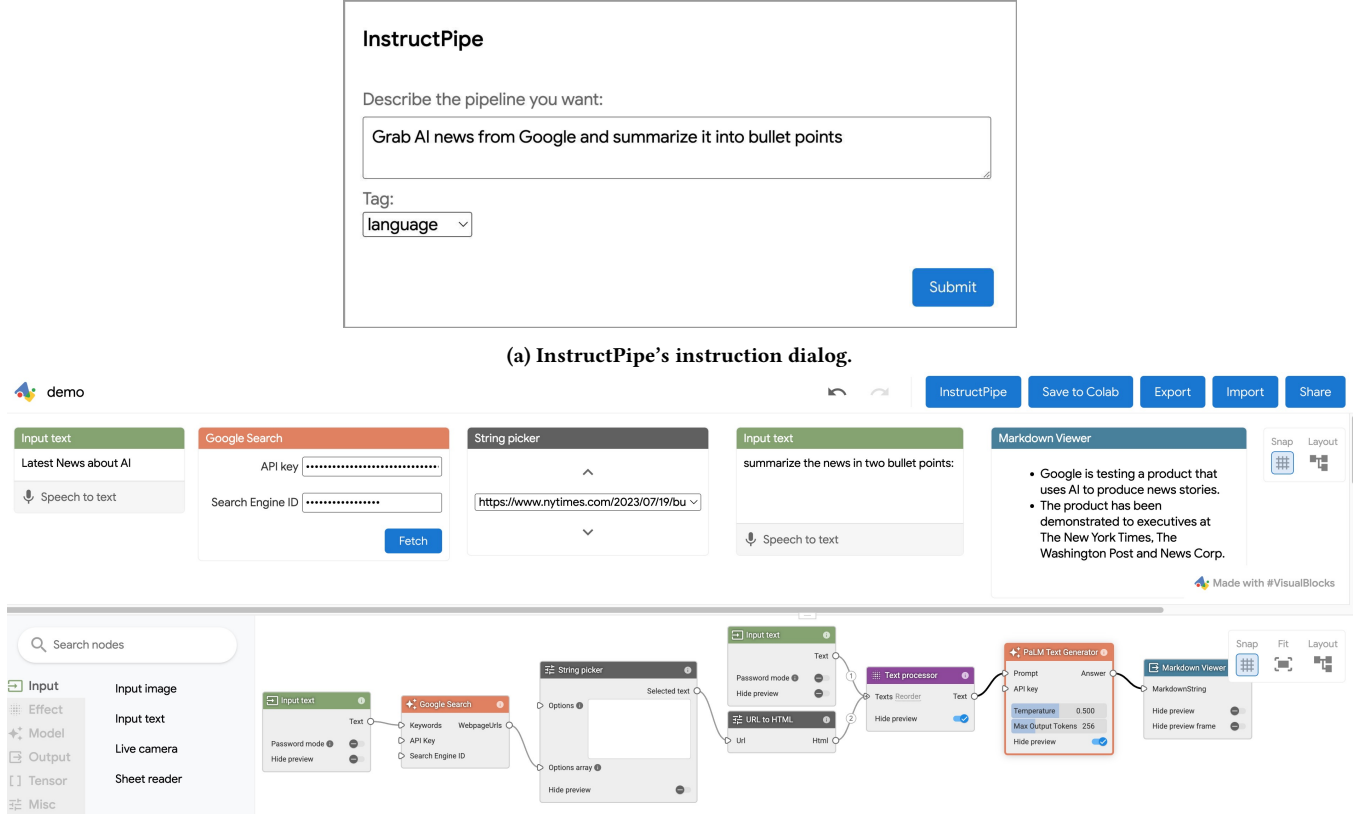 InstructPipe
Describe the pipeline you want:
Grab AI news from Google and summarize it into bullet points
Tag:
language
Submit
(a) InstructPipe's instruction dialog.
demo
InstructPipe
Save to Colab
Export
Import
Share
Input text
Latest News about AI
Speech to text
Google Search
API key ••••••••••••••••••••••••••••••
Search Engine ID •••••••••••••••••
Fetch
String picker
https://www.nytimes.com/2023/07/19/bu
Input text
summarize the news in two bullet points:
Speech to text
Markdown Viewer
• Google is testing a product that
uses AI to produce news stories.
• The product has been
demonstrated to executives at
The New York Times, The
Washington Post and News Corp.
Made with #VisualBlocks
Snap Layout
Search nodes
Input
Effect
Model
Output
Tensor
Misc
Input image
Input text
Live camera
Sheet reader
Input text
Text
Password mode
Hide preview
Google Search
Keywords WebpageUrls
API Key
Search Engine ID
String picker
Selected text
Options
Options array
Hide preview
Input text
Text
Password mode
Hide preview
1
URL to HTML
Url Html
2
Text processor
Texts Reorder Text
Hide preview
PaLM Text Generator
Prompt Answer
API key
Temperature 0.500
Max Output Tokens 256
Hide preview
Markdown Viewer
MarkdownString
Hide preview
Hide preview frame
Snap Fit Layout